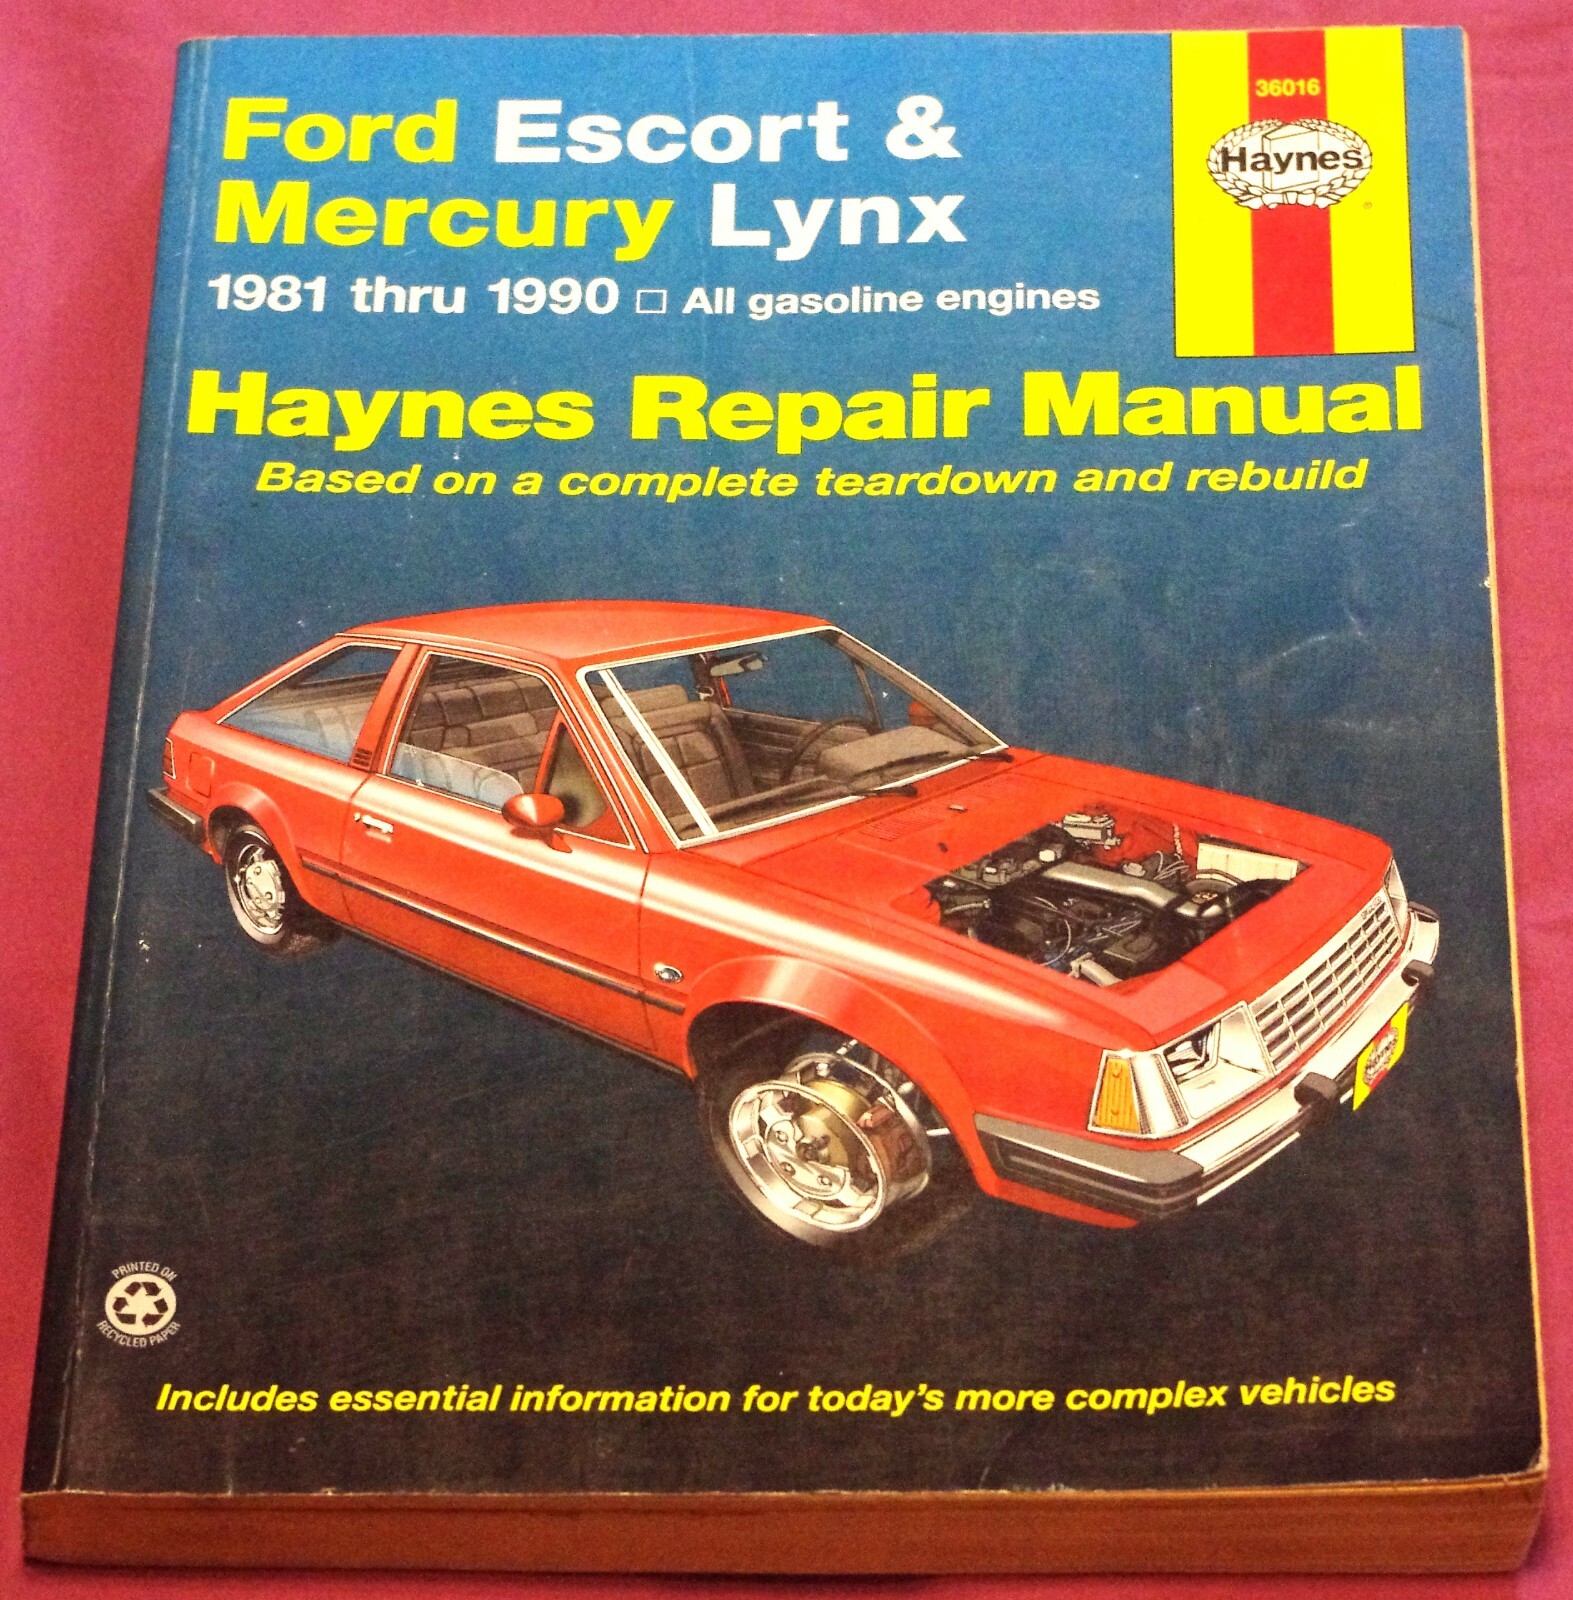 36016
Haynes
Ford Escort &
Mercury Lynx
1981 thru 1990 □ All gasoline engines
Haynes Repair Manual
Based on a complete teardown and rebuild
Haynes
PRINTED ON
RECYCLED PAPER
Includes essential information for today's more complex vehicles